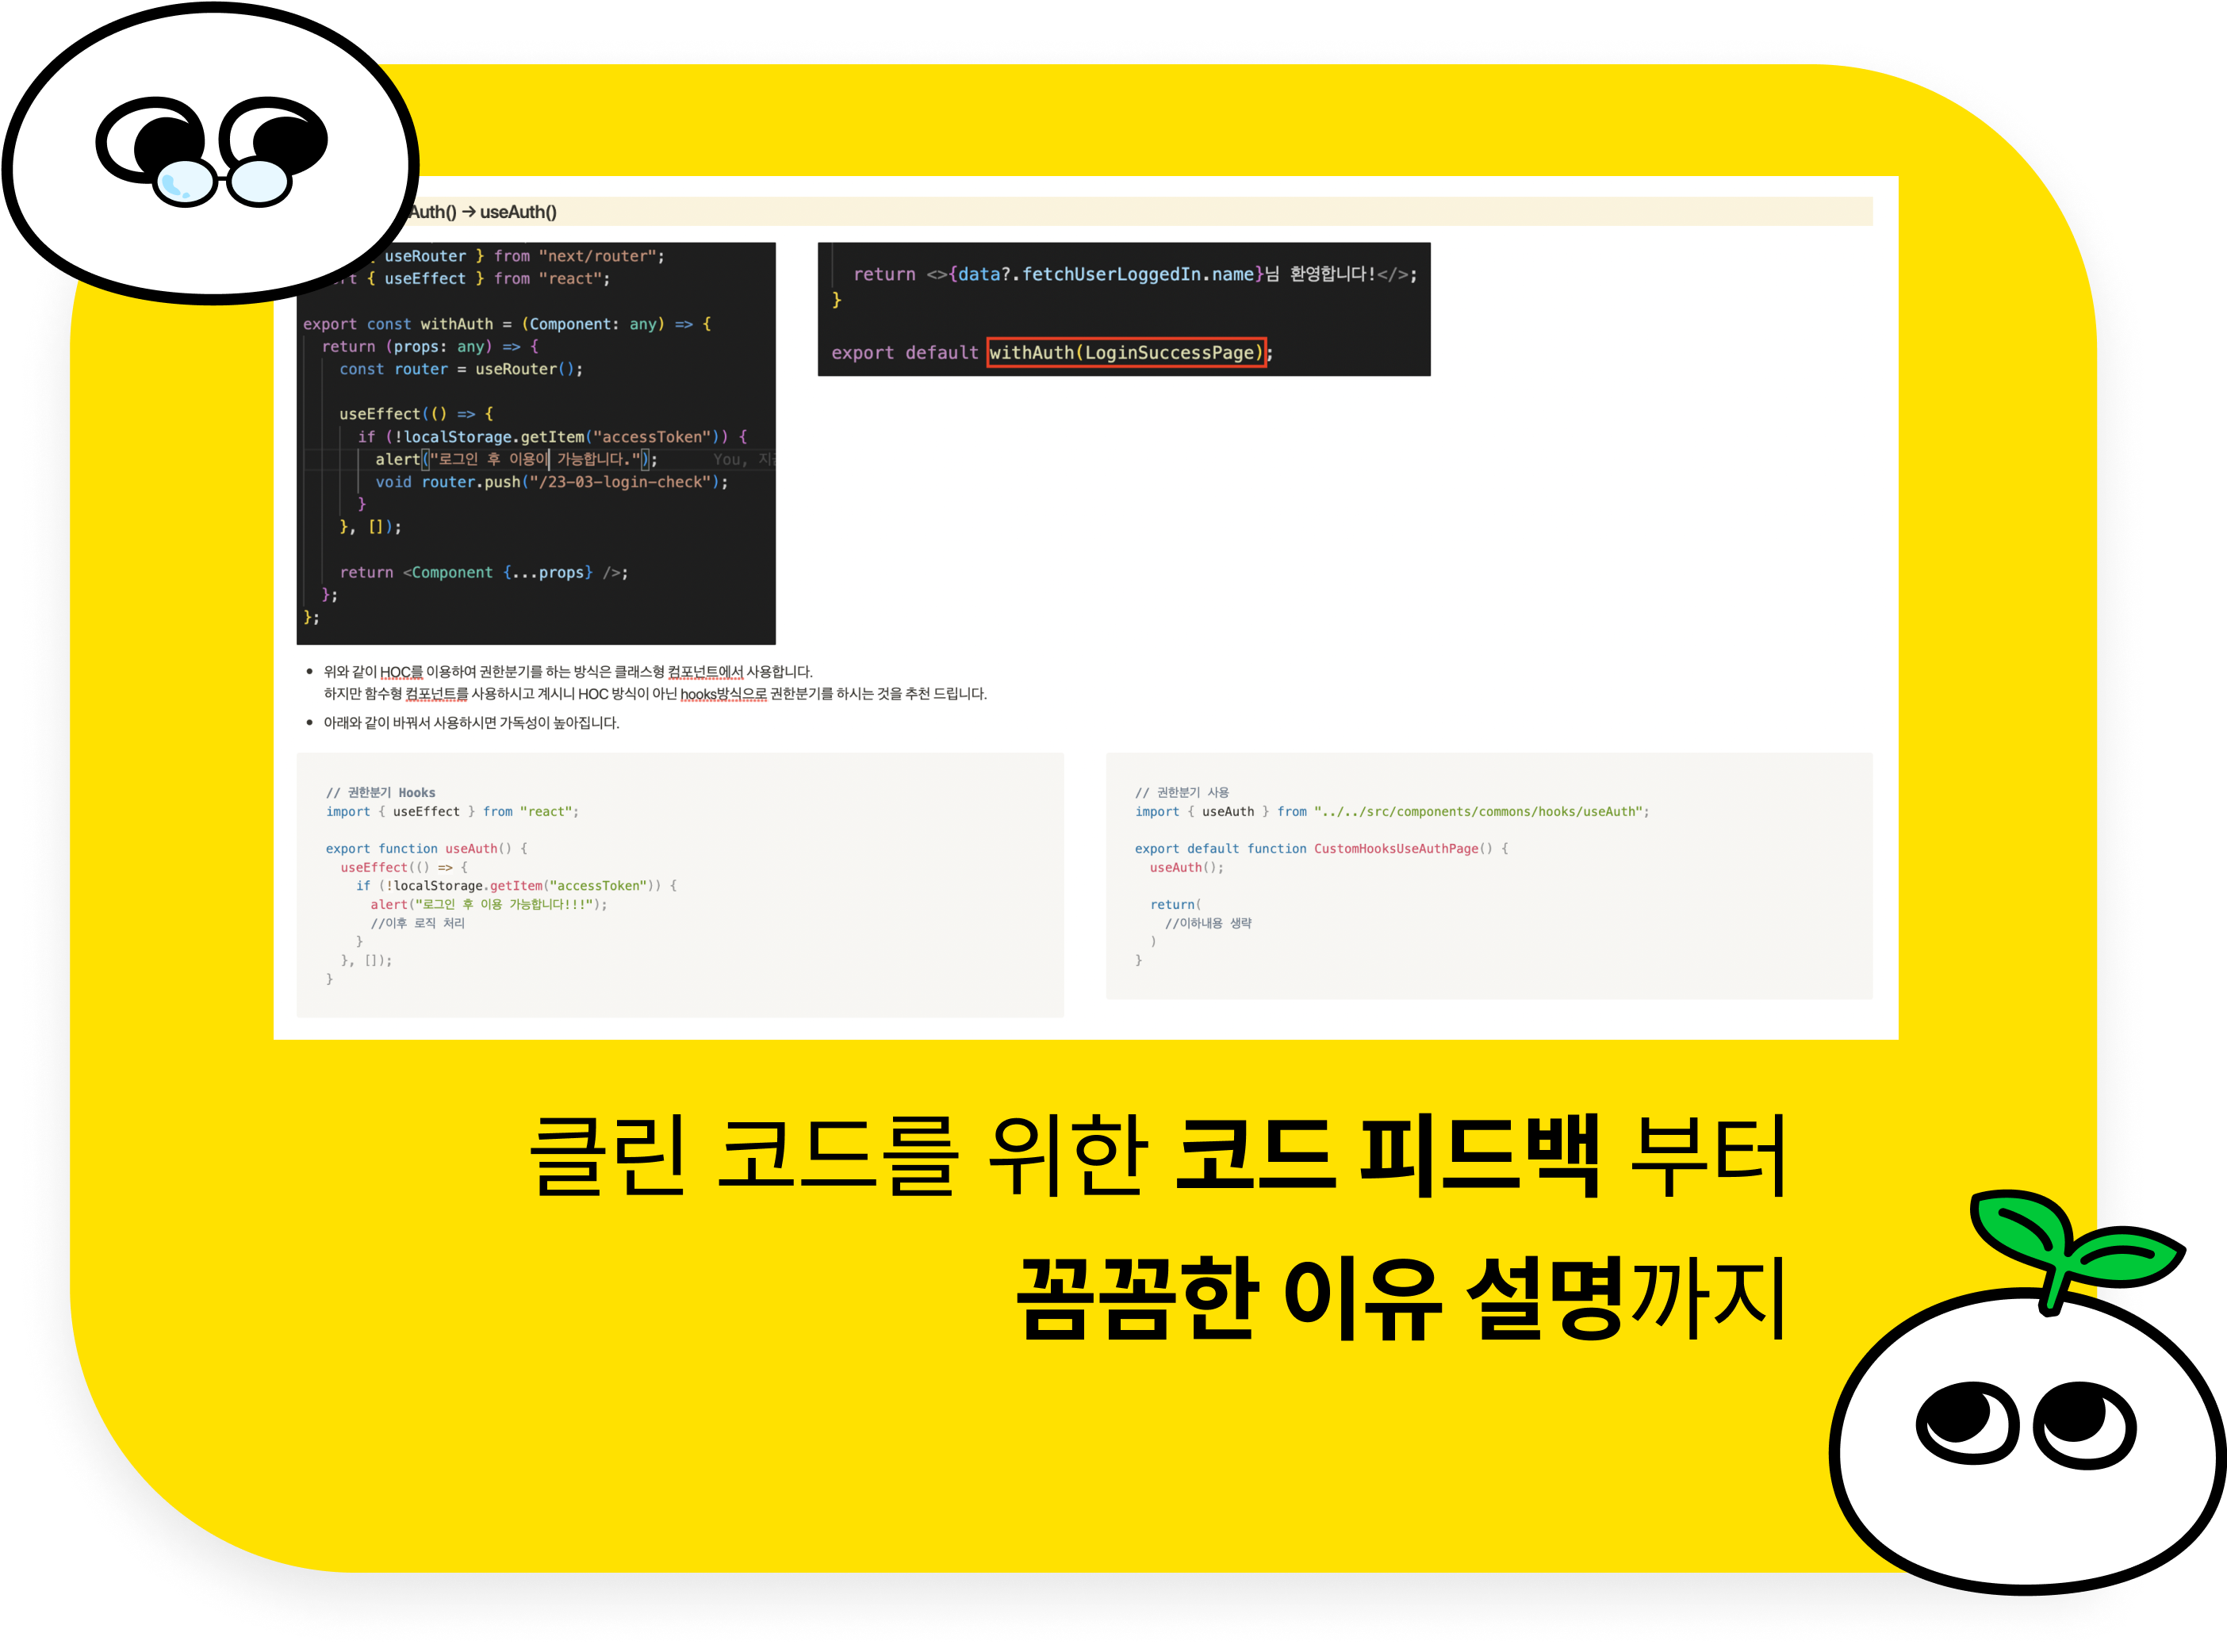 Auth() → useAuth()
{ useRouter } from "next/router";
{ useEffect } from "react";
export const withAuth = (Component: any) => {
return (props: any) => {
const router = useRouter();
useEffect(() => {
if (!localStorage.getItem("accessToken")) {
alert("로그인 후 이용이 가능합니다."); You,
void router.push("/23-03-login-check");
}
}, []);
return <Component {...props} />;
};
};
return <>{data?.fetchUserLoggedIn.name}님 환영합니다!</>;
}
export default withAuth(LoginSuccessPage);
• 위와 같이 HOC를 이용하여 권한분기를 하는 방식은 클래스형 컴포넌트에서 사용합니다.
하지만 함수형 컴포넌트를 사용하시고 계시니 HOC 방식이 아닌 hooks방식으로 권한분기를 하시는 것을 추천 드립니다.
• 아래와 같이 바꿔서 사용하시면 가독성이 높아집니다.
// 권한분기 Hooks
import { useEffect } from "react";
export function useAuth() {
useEffect(() => {
if (!localStorage.getItem("accessToken")) {
alert("로그인 후 이용 가능합니다!!!");
//이후 로직 처리
}
}, []);
}
// 권한분기 사용
import { useAuth } from "../../src/components/commons/hooks/useAuth";
export default function CustomHooksUseAuthPage() {
useAuth();
return(
//이하내용 생략
)
}
클린 코드를 위한 코드 피드백 부터
꼼꼼한 이유 설명까지